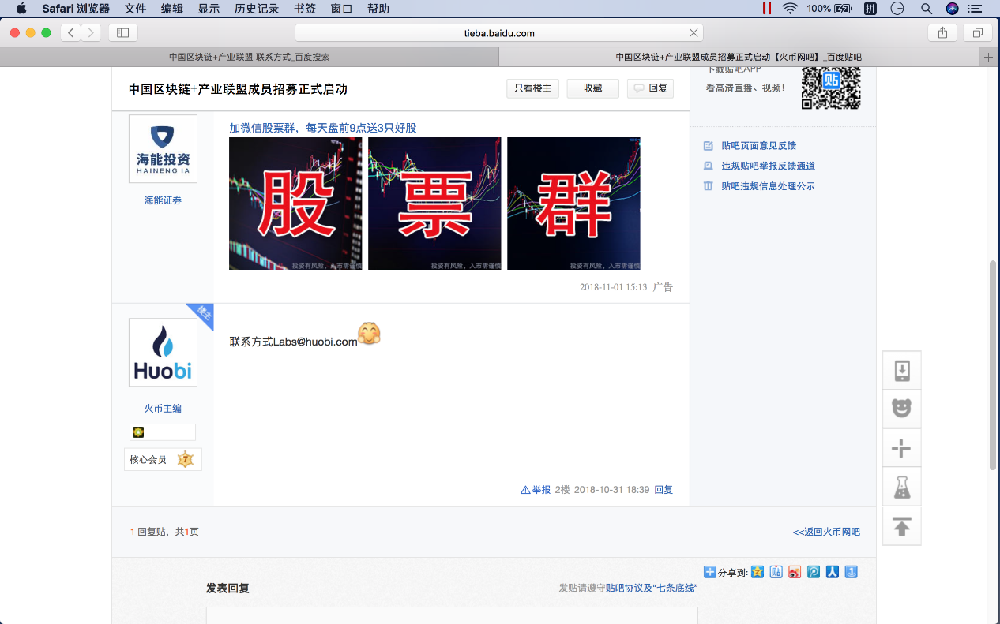 Safari 浏览器 文件 编辑 显示 历史记录 书签 窗口 帮助 100% 拼
tieba.baidu.com
中国区块链+产业联盟 联系方式_百度搜索
中国区块链+产业联盟成员招募正式启动【火币网吧】_百度贴吧
中国区块链+产业联盟成员招募正式启动
只看楼主 收藏 回复
下载贴吧APP
看高清直播、视频！
贴
贴吧页面意见反馈
违规贴吧举报反馈通道
贴吧违规信息处理公示
海能投资
HAINENG IA
海能证券
加微信股票群，每天盘前9点送3只好股
股 票 群
投资有风险，入市需谨慎 投资有风险，入市需谨慎 投资有风险，入市需谨慎
2018-11-01 15:13 广告
楼主
Huobi
火币主编
核心会员 7
联系方式Labs@huobi.com
举报 2楼 2018-10-31 18:39 回复
1 回复贴，共1页
<<返回火币网吧
分享到:
贴
发表回复
发贴请遵守贴吧协议及“七条底线”